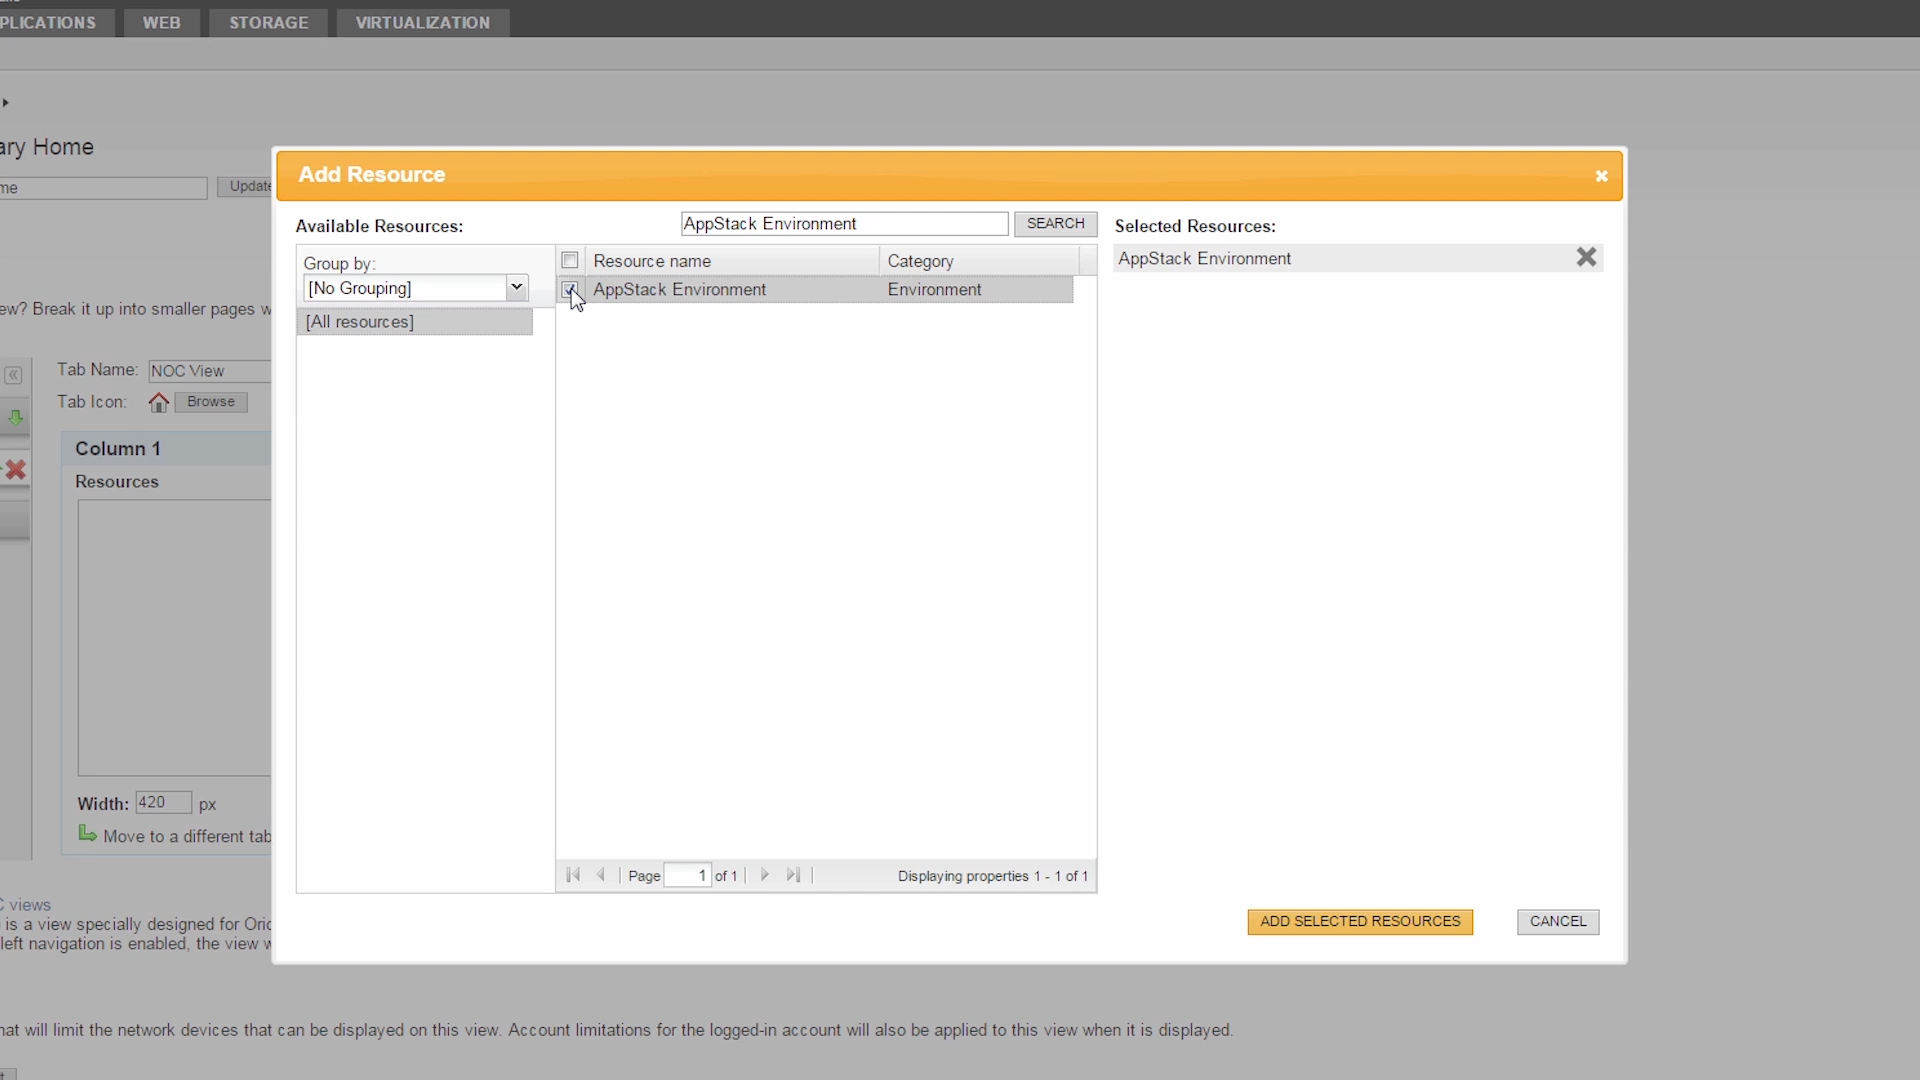 PLICATIONS WEB STORAGE VIRTUALIZATION
ary Home
me Update
Add Resource
Available Resources: AppStack Environment SEARCH Selected Resources:
Group by: Resource name Category AppStack Environment
[No Grouping] AppStack Environment Environment
[All resources]
ew? Break it up into smaller pages w
Tab Name: NOC View
Tab Icon: Browse
Column 1
Resources
Width: 420 px
Move to a different tab
Page 1 of 1 Displaying properties 1 - 1 of 1
C views
is a view specially designed for Orio
left navigation is enabled, the view w
ADD SELECTED RESOURCES CANCEL
hat will limit the network devices that can be displayed on this view. Account limitations for the logged-in account will also be applied to this view when it is displayed.